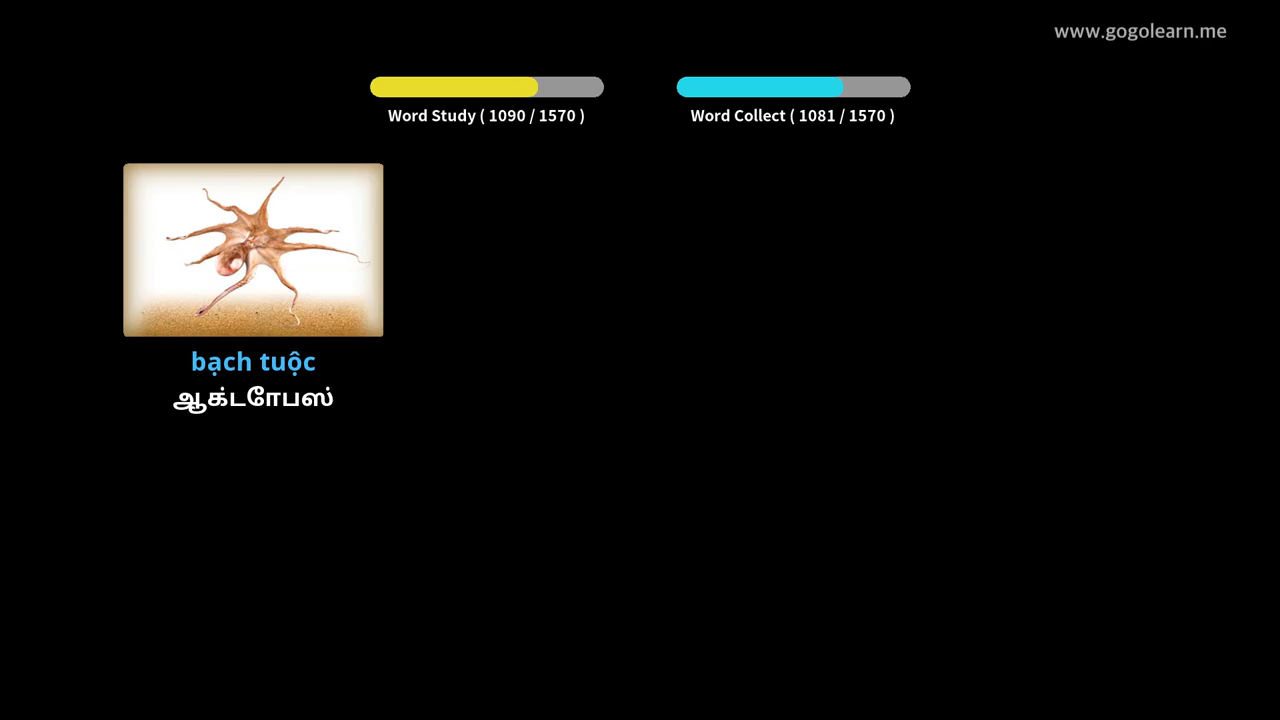 www.gogolearn.me
Word Study ( 1090 / 1570 )
Word Collect ( 1081 / 1570 )
bạch tuộc
ஆக்டோபஸ்